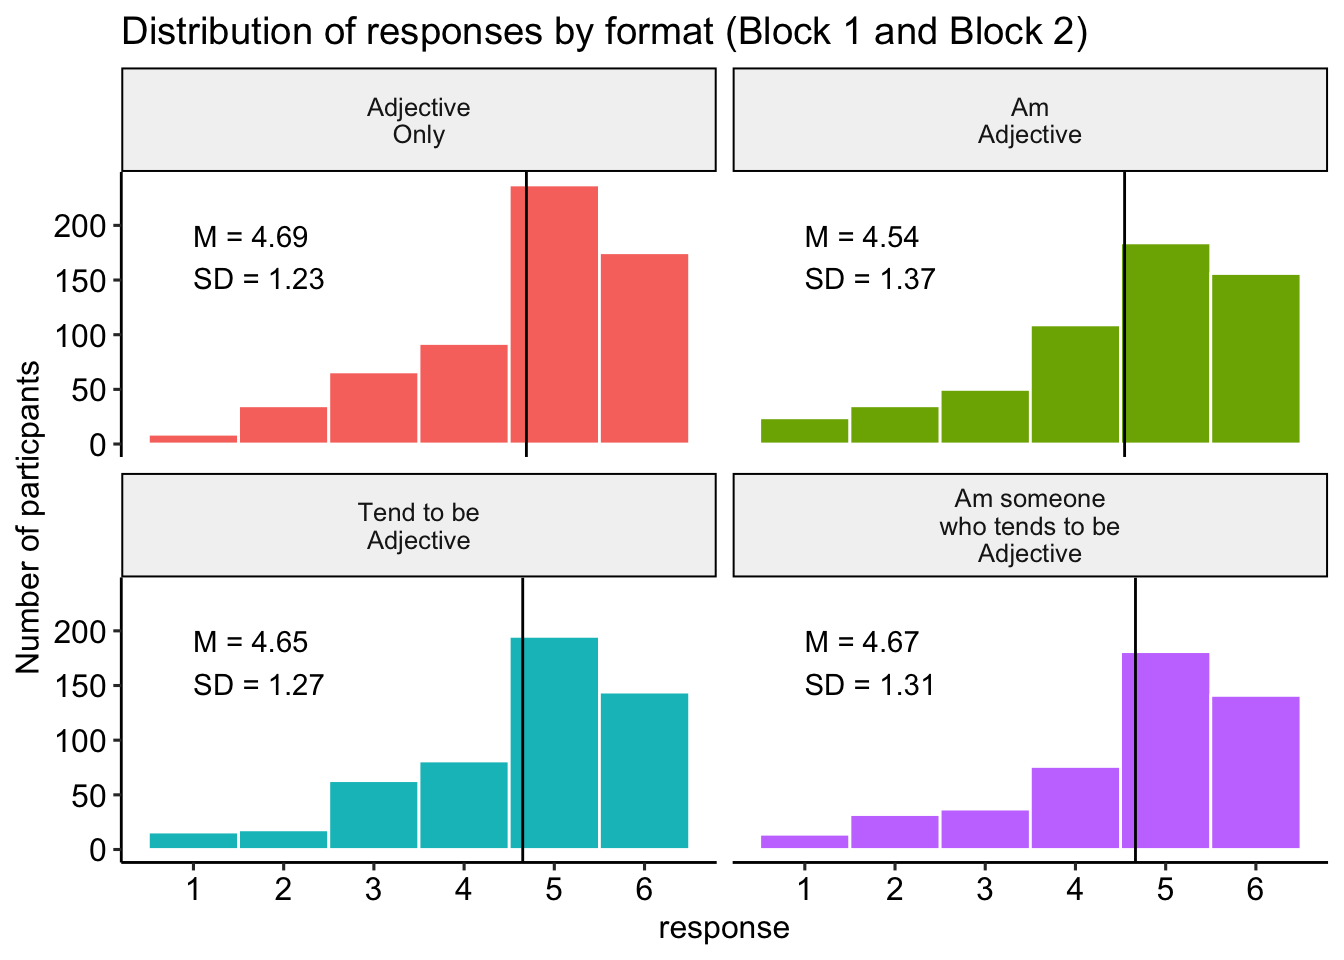 Distribution of responses by format (Block 1 and Block 2)
Adjective
Only
Am
Adjective
M = 4.69
SD = 1.23
M = 4.54
SD = 1.37
200
150
100
50
0
Number of particpants
Tend to be
Adjective
Am someone
who tends to be
Adjective
M = 4.65
SD = 1.27
M = 4.67
SD = 1.31
200
150
100
50
0
1 2 3 4 5 6
1 2 3 4 5 6
response